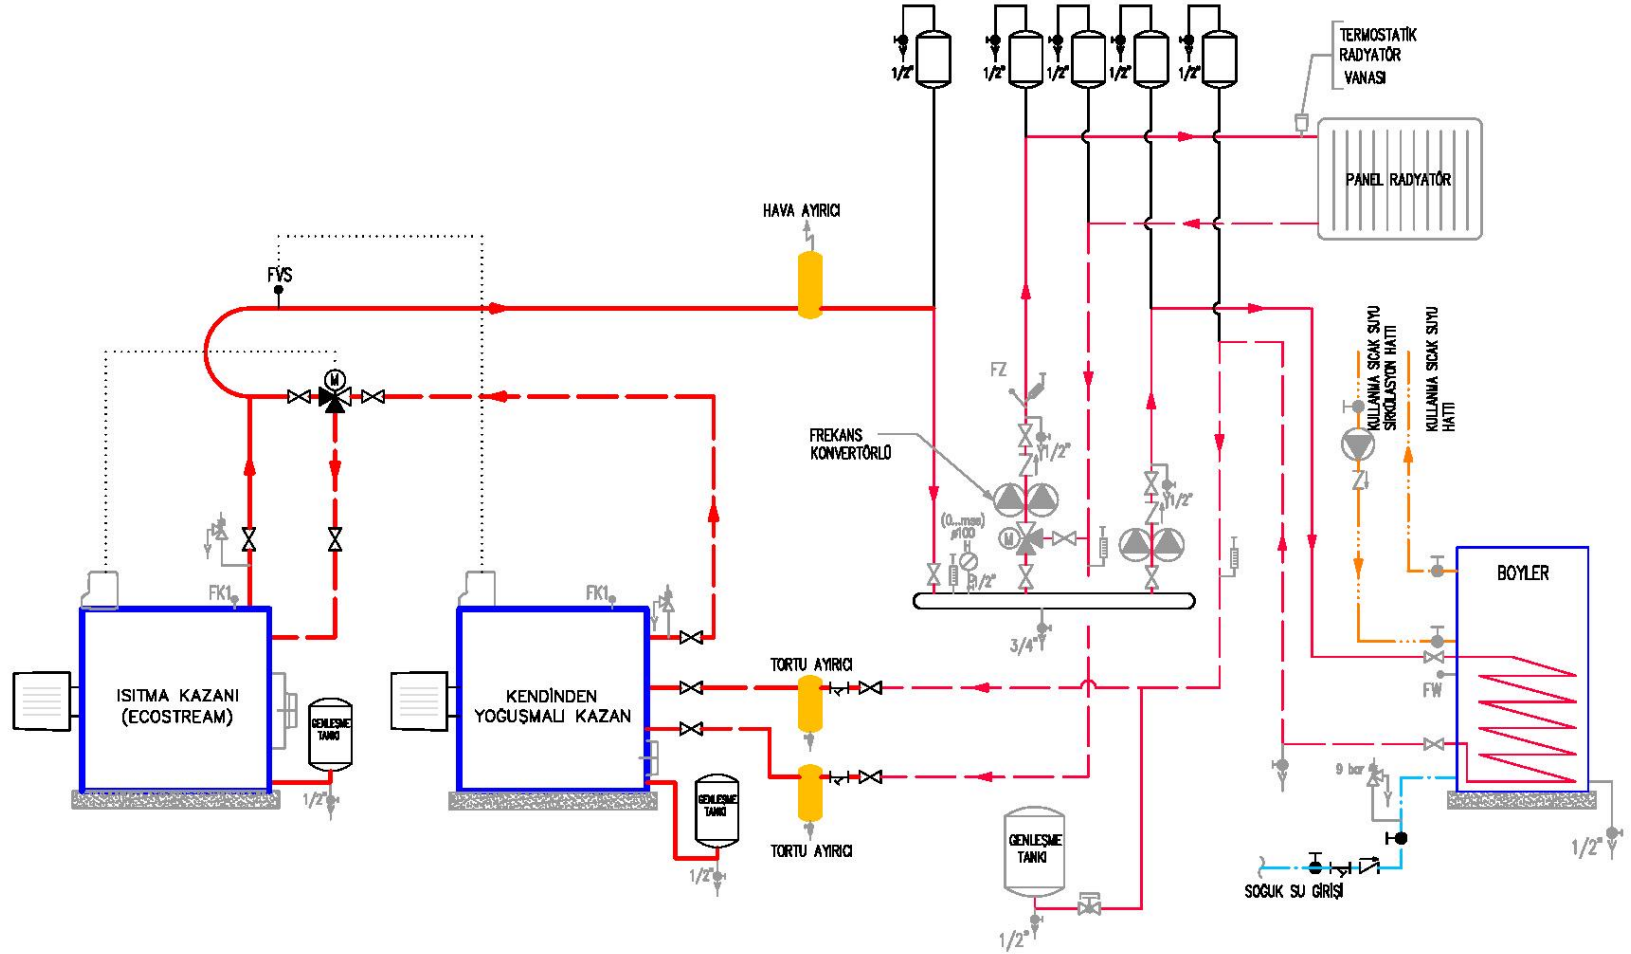 1/2"
1/2"
1/2"
1/2"
1/2"
TERMOSTATİK
RADYATÖR
VANASI
PANEL RADYATÖR
HAVA AYIRICI
FVS
M
FZ
FREKANS
KONVERTÖRLÜ
1/2"
1/2"
(0...mss)
ø100
M
1/2"
3/4"
KULLANMA SICAK SUYU
SİRKÜLASYON HATTI
KULLANMA SICAK SUYU
HATTI
BOYLER
FW
FK1
FK1
ISITMA KAZANI
(ECOSTREAM)
GENLEŞME
TANKI
1/2"
KENDİNDEN
YOĞUŞMALI KAZAN
TORTU AYIRICI
GENLEŞME
TANKI
1/2"
TORTU AYIRICI
GENLEŞME
TANKI
1/2"
9 bar
SOĞUK SU GİRİŞİ
1/2"